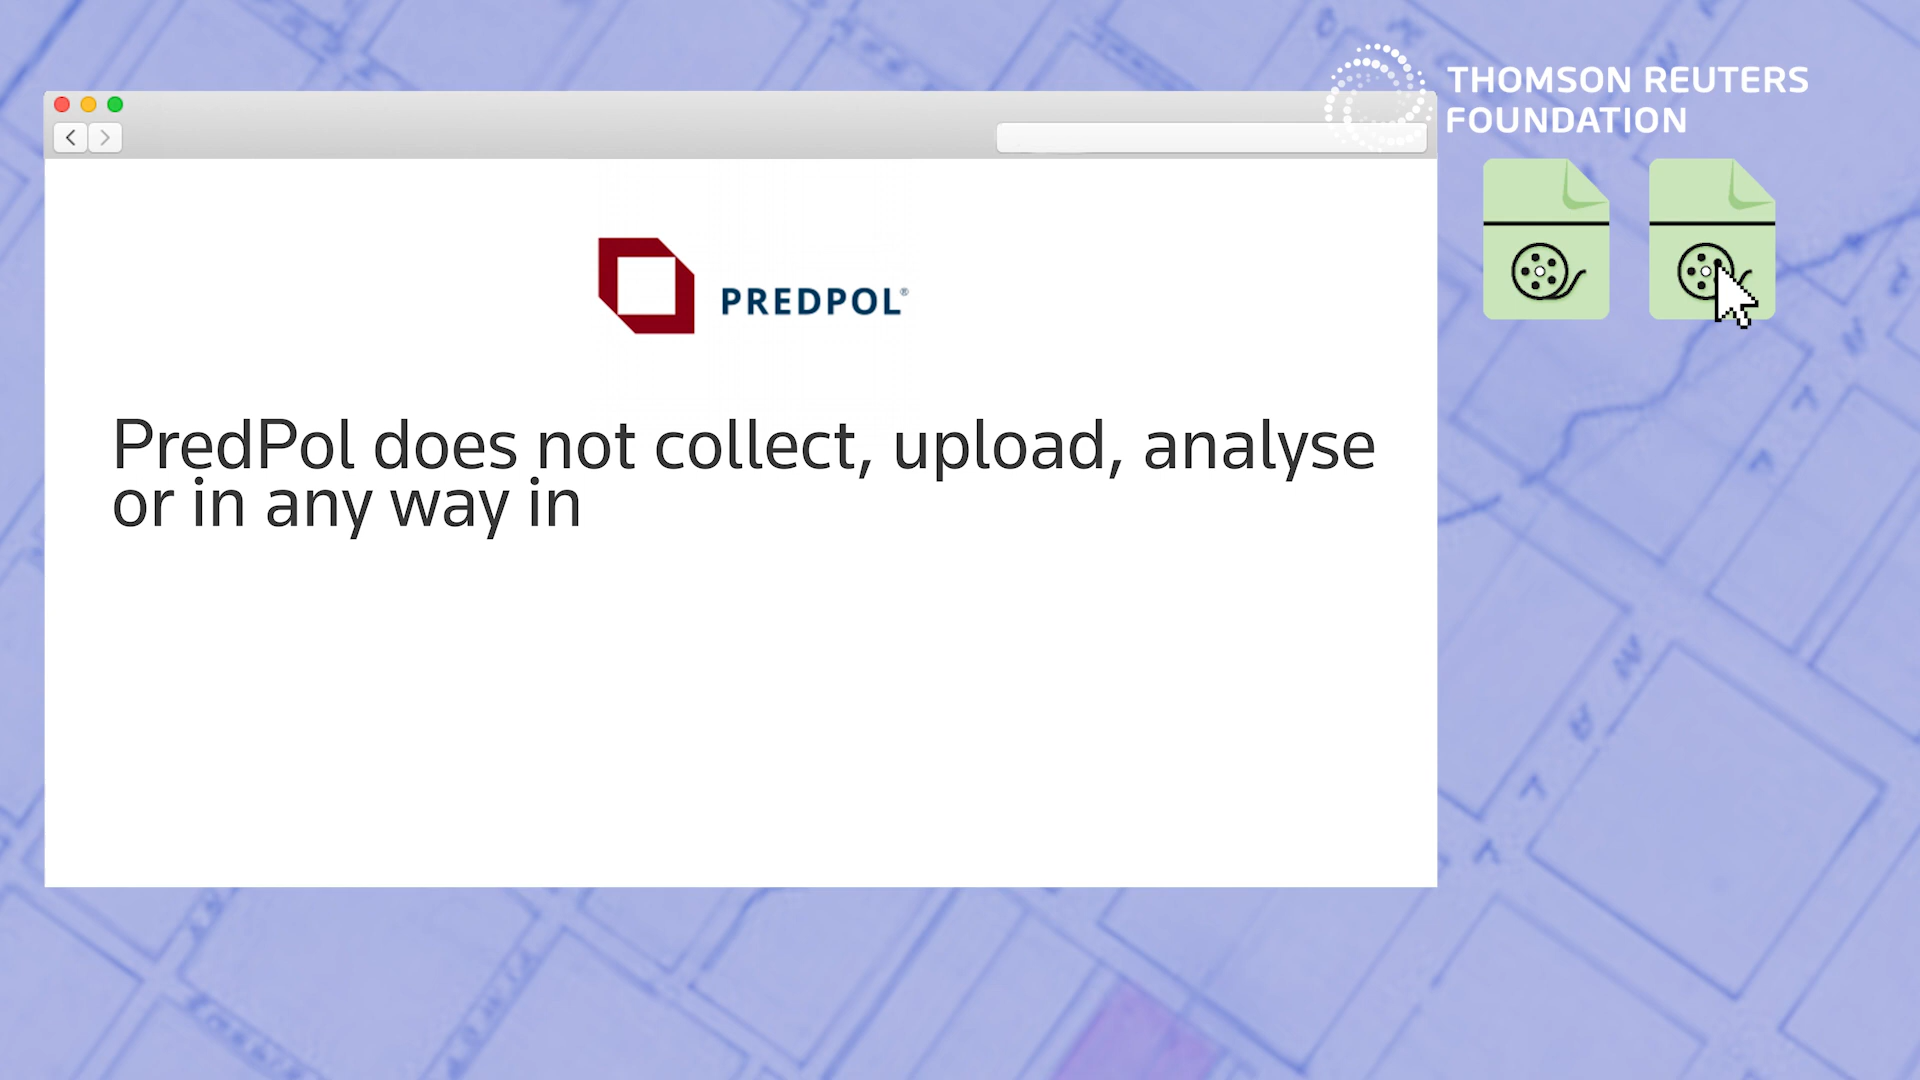 THOMSON REUTERS
FOUNDATION
PREDPOL®
PredPol does not collect, upload, analyse
or in any way in